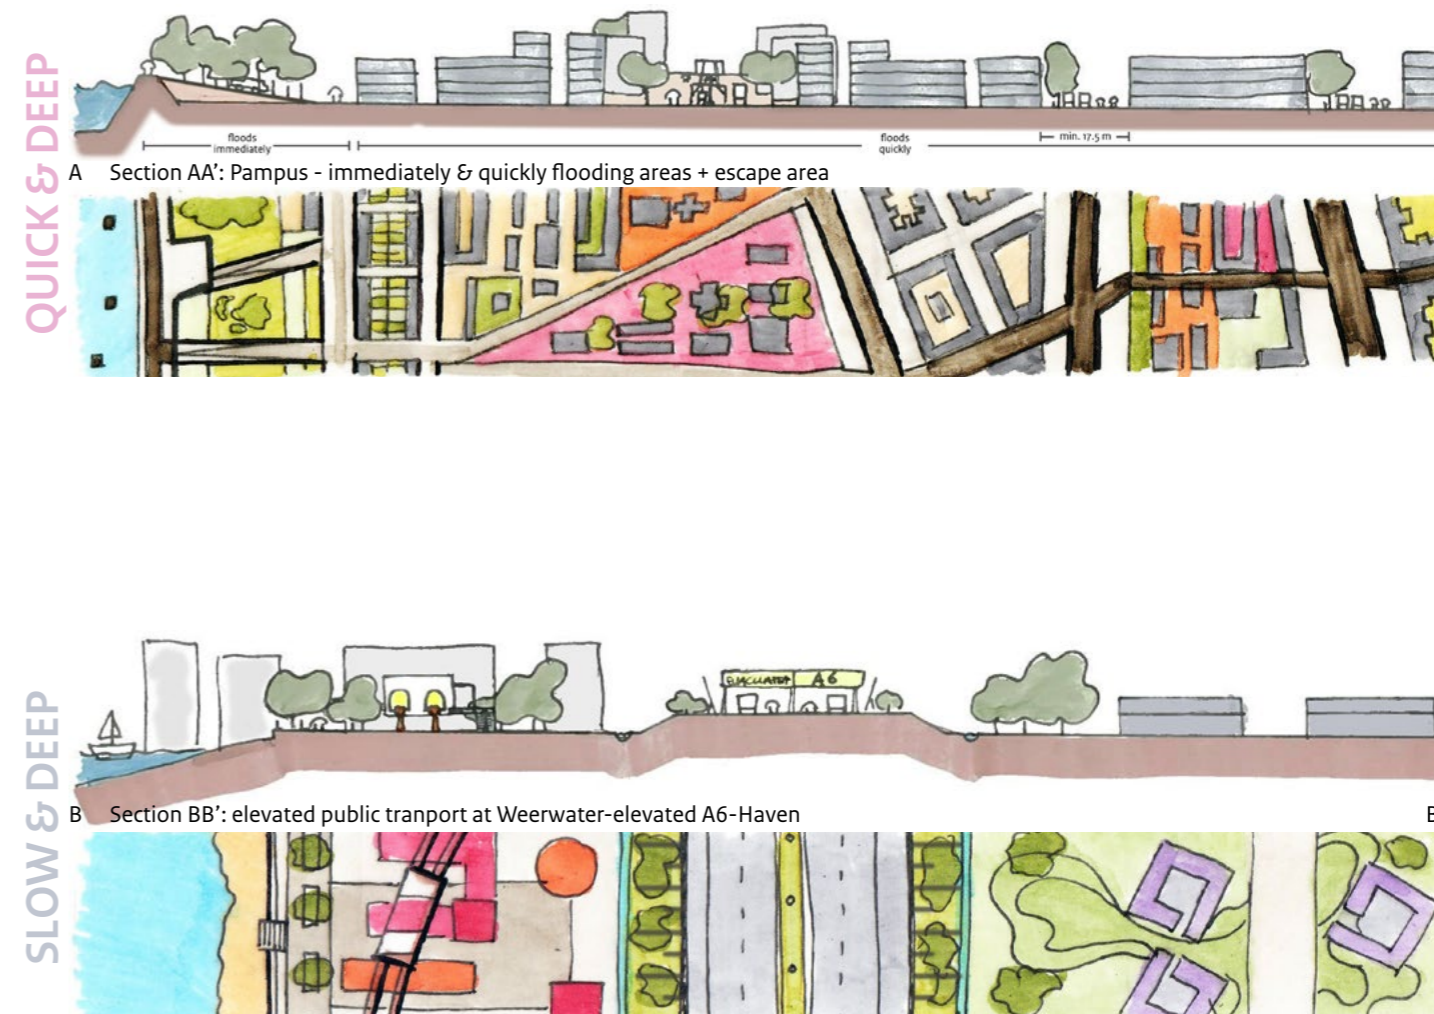 QUICK & DEEP
floods
immediately
floods
quickly
min. 17.5 m
A Section AA': Pampus - immediately & quickly flooding areas + escape area
SLOW & DEEP
A6
B Section BB': elevated public tranport at Weerwater-elevated A6-Haven